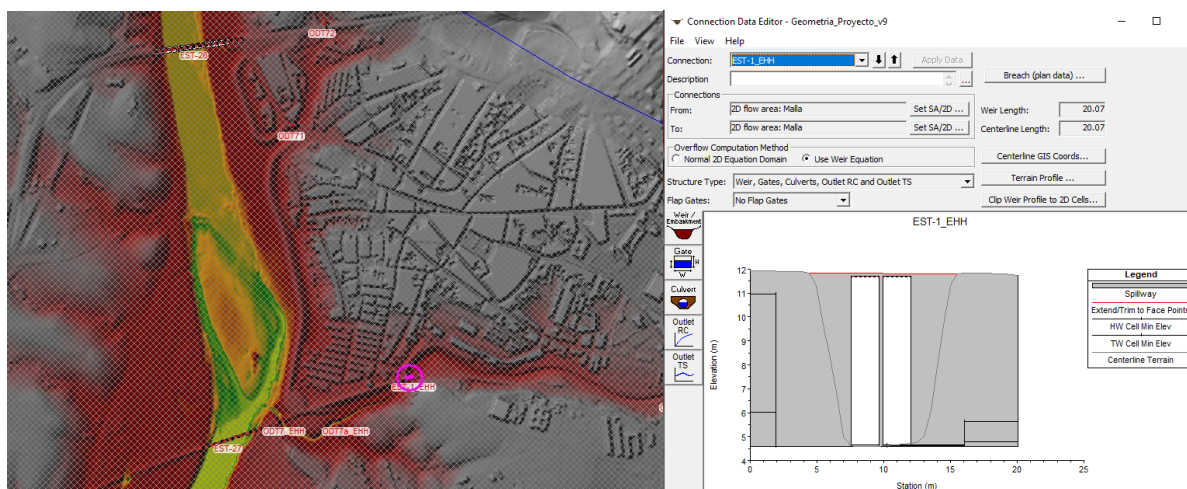 ODT72
EST-26
ODT71
EST-1_EHH
ODT7_EHH
ODT7a_EHH
EST-27
Connection Data Editor - Geometria_Proyecto_v9
File View Help
Connection: EST-1_EHH Apply Data
Description ... Breach (plan data) ...
Connections
From: 2D flow area: Malla Set SA/2D ... Weir Length: 20.07
To: 2D flow area: Malla Set SA/2D ... Centerline Length: 20.07
Overflow Computation Method
Normal 2D Equation Domain Use Weir Equation Centerline GIS Coords...
Structure Type: Weir, Gates, Culverts, Outlet RC and Outlet TS Terrain Profile ...
Flap Gates: No Flap Gates Clip Weir Profile to 2D Cells...
Weir / Embankment
Gate
H
W
Culvert
Outlet RC
Outlet TS
EST-1_EHH
Elevation (m)
12
11
10
9
8
7
6
5
4
0 5 10 15 20 25
Station (m)
Legend
Spillway
Extend/Trim to Face Points
HW Cell Min Elev
TW Cell Min Elev
Centerline Terrain